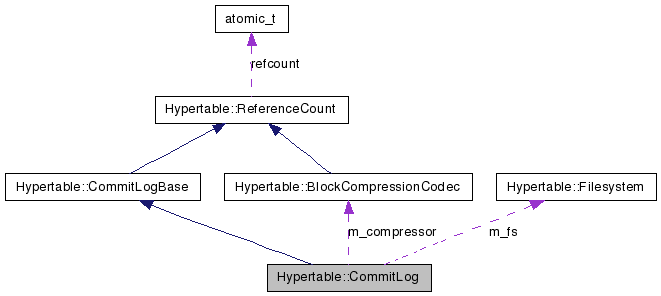 atomic_t
refcount
Hypertable::ReferenceCount
Hypertable::CommitLogBase
Hypertable::BlockCompressionCodec
Hypertable::Filesystem
m_compressor
m_fs
Hypertable::CommitLog